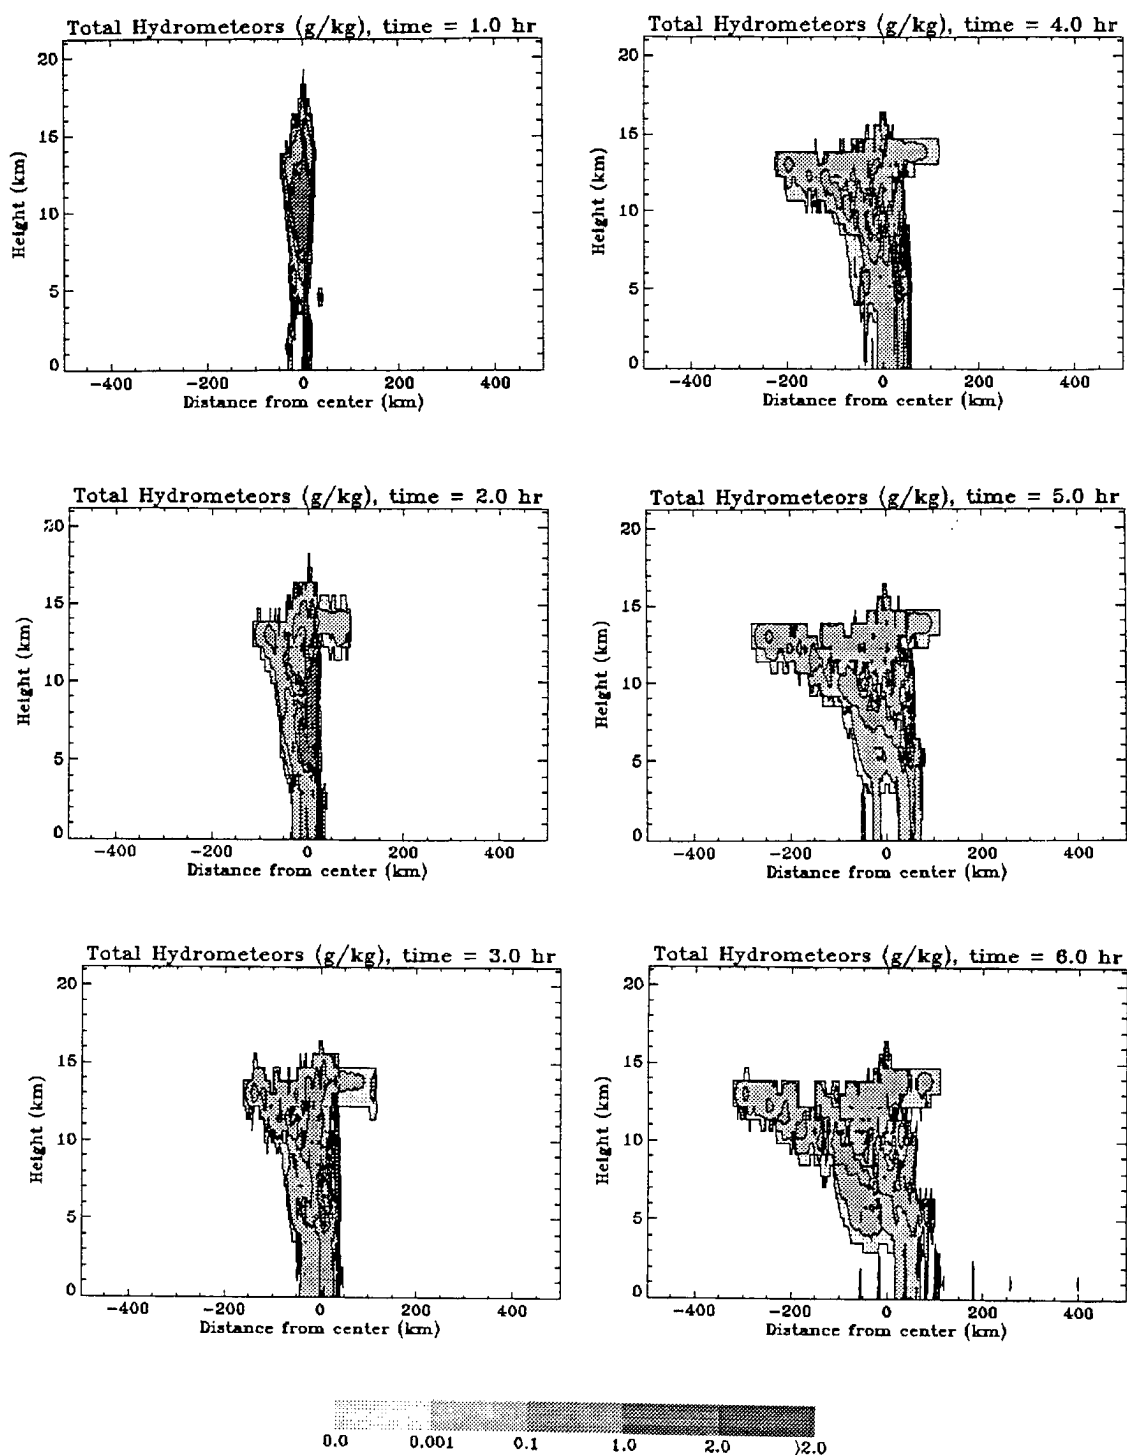 Total Hydrometeors (g/kg), time = 1.0 hr
20
15
10
5
0
Height (km)
-400 -200 0 200 400
Distance from center (km)
Total Hydrometeors (g/kg), time = 4.0 hr
20
15
10
5
0
Height (km)
-400 -200 0 200 400
Distance from center (km)
Total Hydrometeors (g/kg), time = 2.0 hr
20
15
10
5
0
Height (km)
-400 -200 0 200 400
Distance from center (km)
Total Hydrometeors (g/kg), time = 5.0 hr
20
15
10
5
0
Height (km)
-400 -200 0 200 400
Distance from center (km)
Total Hydrometeors (g/kg), time = 3.0 hr
20
15
10
5
0
Height (km)
-400 -200 0 200 400
Distance from center (km)
Total Hydrometeors (g/kg), time = 6.0 hr
20
15
10
5
0
Height (km)
-400 -200 0 200 400
Distance from center (km)
0.0 0.001 0.1 1.0 2.0 >2.0